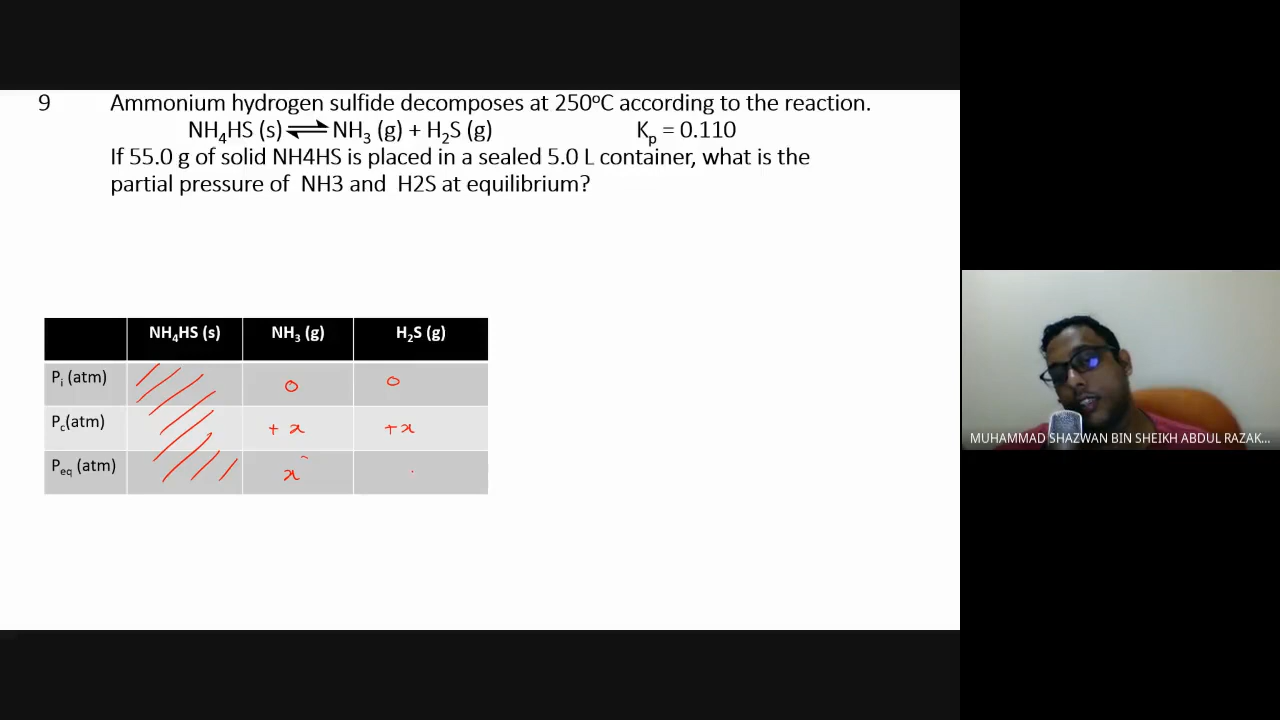 9 Ammonium hydrogen sulfide decomposes at 250ºC according to the reaction.
NH₄HS (s) ⇌ NH₃ (g) + H₂S (g) Kₚ = 0.110
If 55.0 g of solid NH4HS is placed in a sealed 5.0 L container, what is the
partial pressure of NH3 and H2S at equilibrium?
NH₄HS (s) NH₃ (g) H₂S (g)
Pᵢ (atm) 0 0
P꜀(atm) + x + x
Pₑq (atm) x
MUHAMMAD SHAZWAN BIN SHEIKH ABDUL RAZAK...